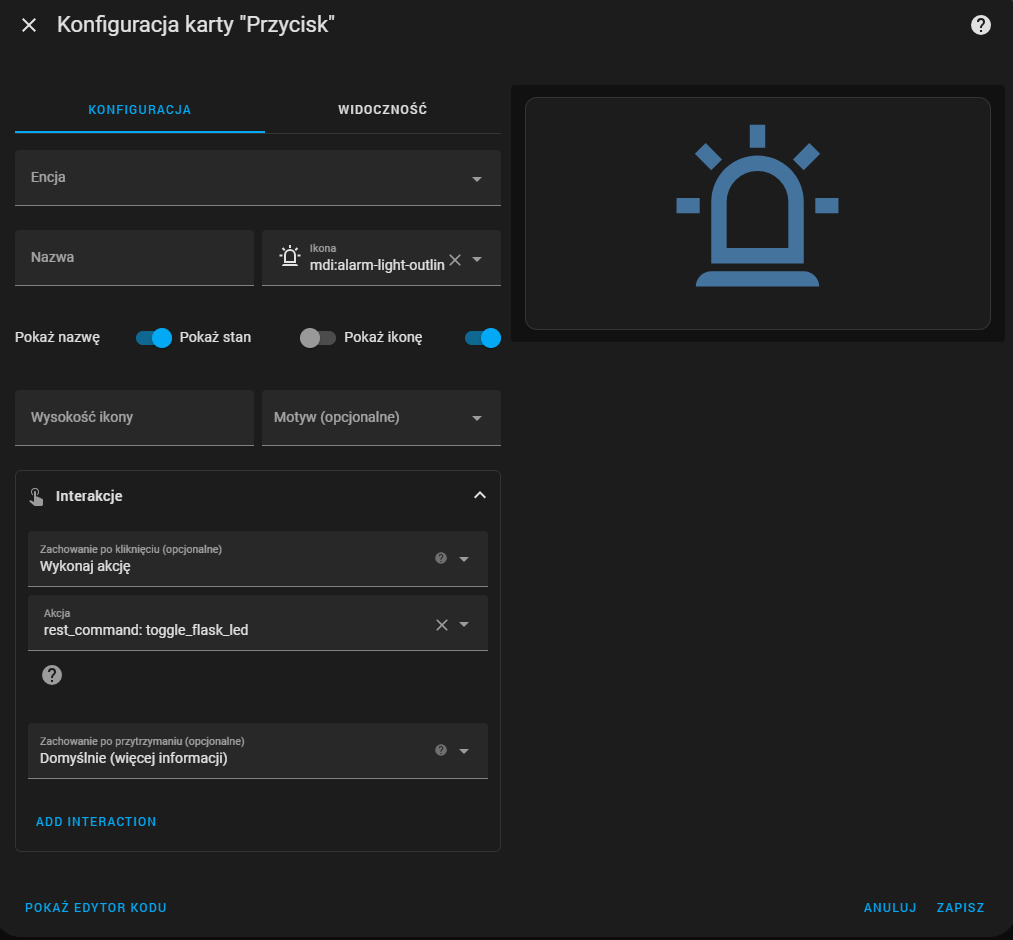 Konfiguracja karty "Przycisk"
KONFIGURACJA
WIDOCZNOŚĆ
Encja
Nazwa
Ikona
mdi:alarm-light-outlin
Pokaż nazwę
Pokaż stan
Pokaż ikonę
Wysokość ikony
Motyw (opcjonalne)
Interakcje
Zachowanie po kliknięciu (opcjonalne)
Wykonaj akcję
Akcja
rest_command: toggle_flask_led
Zachowanie po przytrzymaniu (opcjonalne)
Domyślnie (więcej informacji)
ADD INTERACTION
POKAŻ EDYTOR KODU
ANULUJ
ZAPISZ